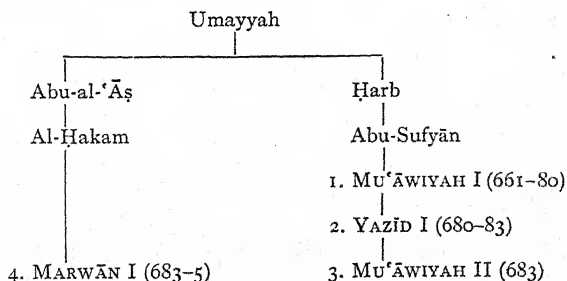 Umayyah
Abu-al-ʿĀṣ Ḥarb
Al-Ḥakam Abu-Sufyān
1. MUʿĀWIYAH I (661–80)
2. YAZĪD I (680–83)
4. MARWĀN I (683–5) 3. MUʿĀWIYAH II (683)